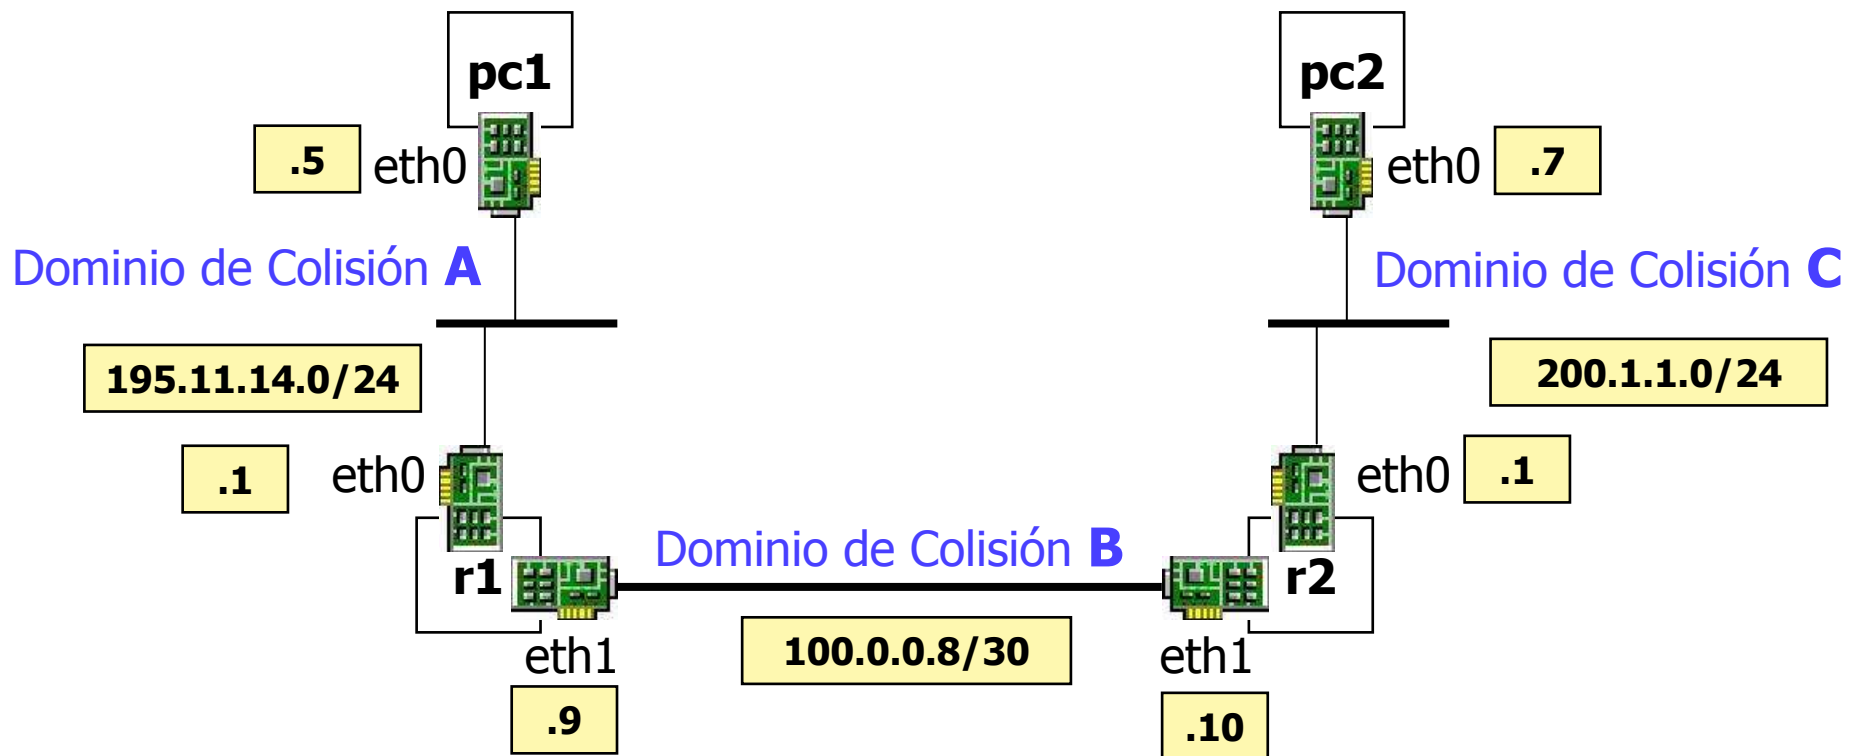 pc1
pc2
.5
eth0
eth0
.7
Dominio de Colisión A
Dominio de Colisión C
195.11.14.0/24
200.1.1.0/24
.1
eth0
eth0
.1
Dominio de Colisión B
r1
r2
eth1
100.0.0.8/30
eth1
.9
.10